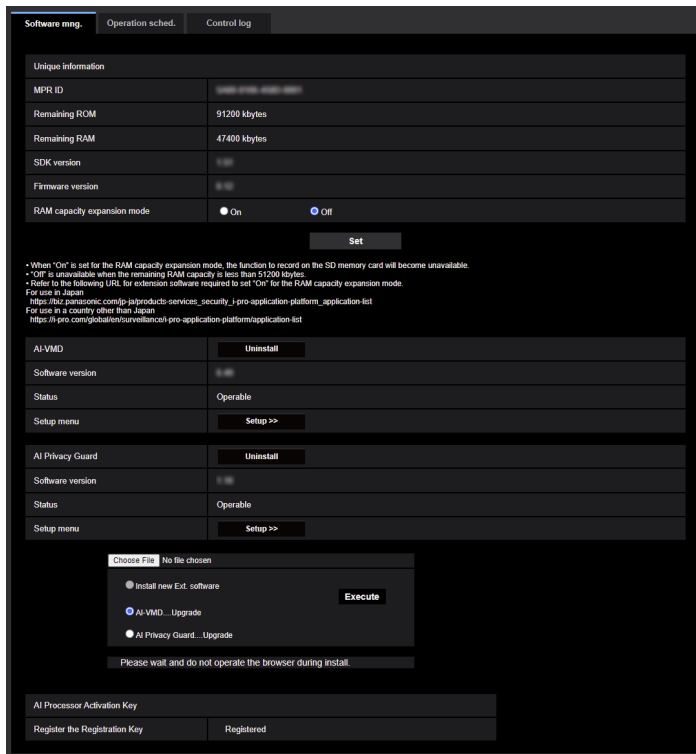 Software mng. Operation sched. Control log
Unique information
MPR ID
Remaining ROM 91200 kbytes
Remaining RAM 47400 kbytes
SDK version
Firmware version
RAM capacity expansion mode On Off
Set
• When "On" is set for the RAM capacity expansion mode, the function to record on the SD memory card will become unavailable.
• "Off" is unavailable when the remaining RAM capacity is less than 51200 kbytes.
• Refer to the following URL for extension software required to set "On" for the RAM capacity expansion mode.
For use in Japan
https://biz.panasonic.com/jp-ja/products-services_security_i-pro-application-platform_application-list
For use in a country other than Japan
https://i-pro.com/global/en/surveillance/i-pro-application-platform/application-list
AI-VMD Uninstall
Software version
Status Operable
Setup menu Setup >>
AI Privacy Guard Uninstall
Software version
Status Operable
Setup menu Setup >>
Choose File No file chosen
Install new Ext. software
Execute
AI-VMD....Upgrade
AI Privacy Guard....Upgrade
Please wait and do not operate the browser during install.
AI Processor Activation Key
Register the Registration Key Registered